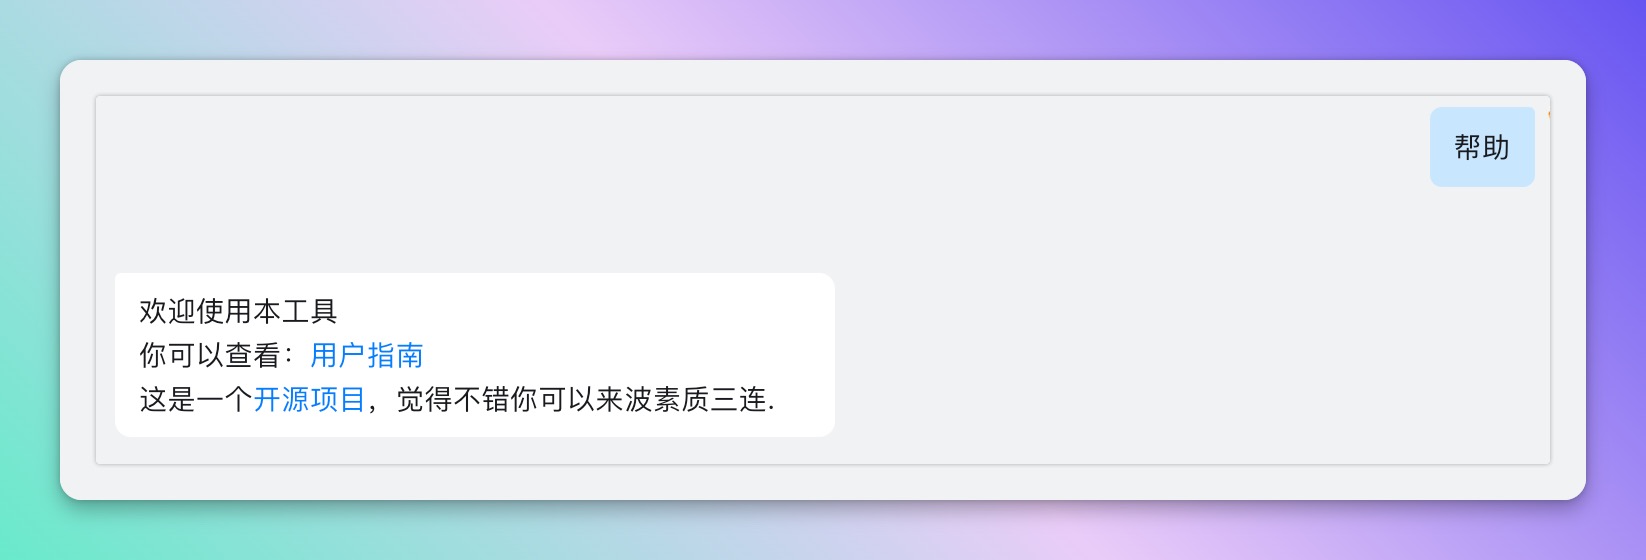 帮助
欢迎使用本工具
你可以查看：用户指南
这是一个开源项目，觉得不错你可以来波素质三连.